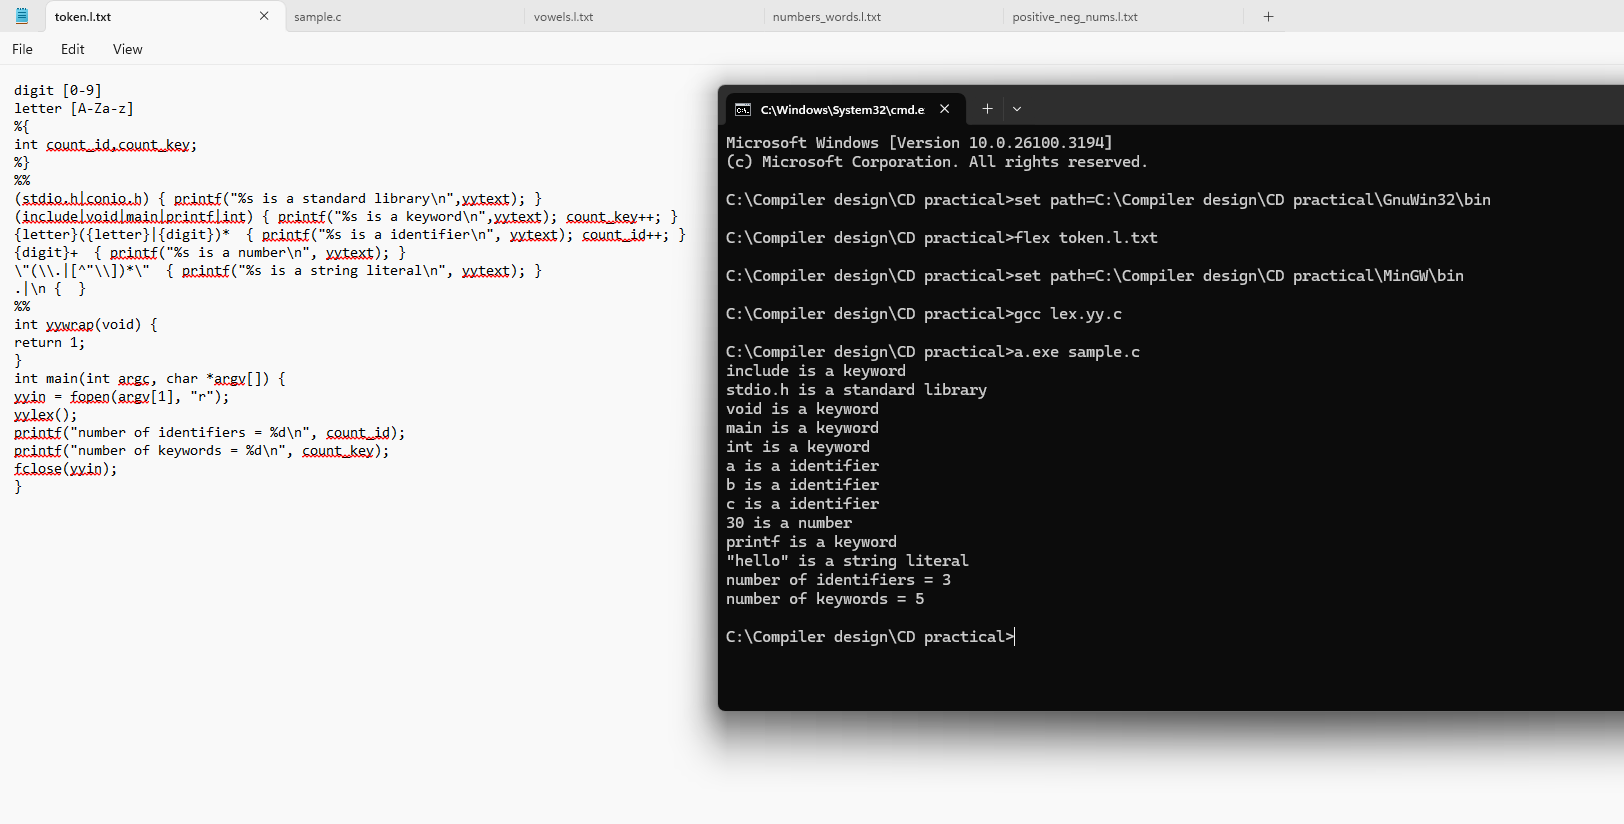 token.l.txt
sample.c
vowels.l.txt
numbers_words.l.txt
positive_neg_nums.l.txt
File Edit View
digit [0-9]
letter [A-Za-z]
%{
int count_id,count_key;
%}
%%
(stdio.h|conio.h) { printf("%s is a standard library\n",yytext); }
(include|void|main|printf|int) { printf("%s is a keyword\n",yytext); count_key++; }
{letter}({letter}|{digit})*  { printf("%s is a identifier\n", yytext); count_id++; }
{digit}+  { printf("%s is a number\n", yytext); }
\"(\\.|[^"\\])*\"  { printf("%s is a string literal\n", yytext); }
.|\n {  }
%%
int yywrap(void) {
return 1;
}
int main(int argc, char *argv[]) {
yyin = fopen(argv[1], "r");
yylex();
printf("number of identifiers = %d\n", count_id);
printf("number of keywords = %d\n", count_key);
fclose(yyin);
}
C:\Windows\System32\cmd.e
Microsoft Windows [Version 10.0.26100.3194]
(c) Microsoft Corporation. All rights reserved.
C:\Compiler design\CD practical>set path=C:\Compiler design\CD practical\GnuWin32\bin
C:\Compiler design\CD practical>flex token.l.txt
C:\Compiler design\CD practical>set path=C:\Compiler design\CD practical\MinGW\bin
C:\Compiler design\CD practical>gcc lex.yy.c
C:\Compiler design\CD practical>a.exe sample.c
include is a keyword
stdio.h is a standard library
void is a keyword
main is a keyword
int is a keyword
a is a identifier
b is a identifier
c is a identifier
30 is a number
printf is a keyword
"hello" is a string literal
number of identifiers = 3
number of keywords = 5
C:\Compiler design\CD practical>